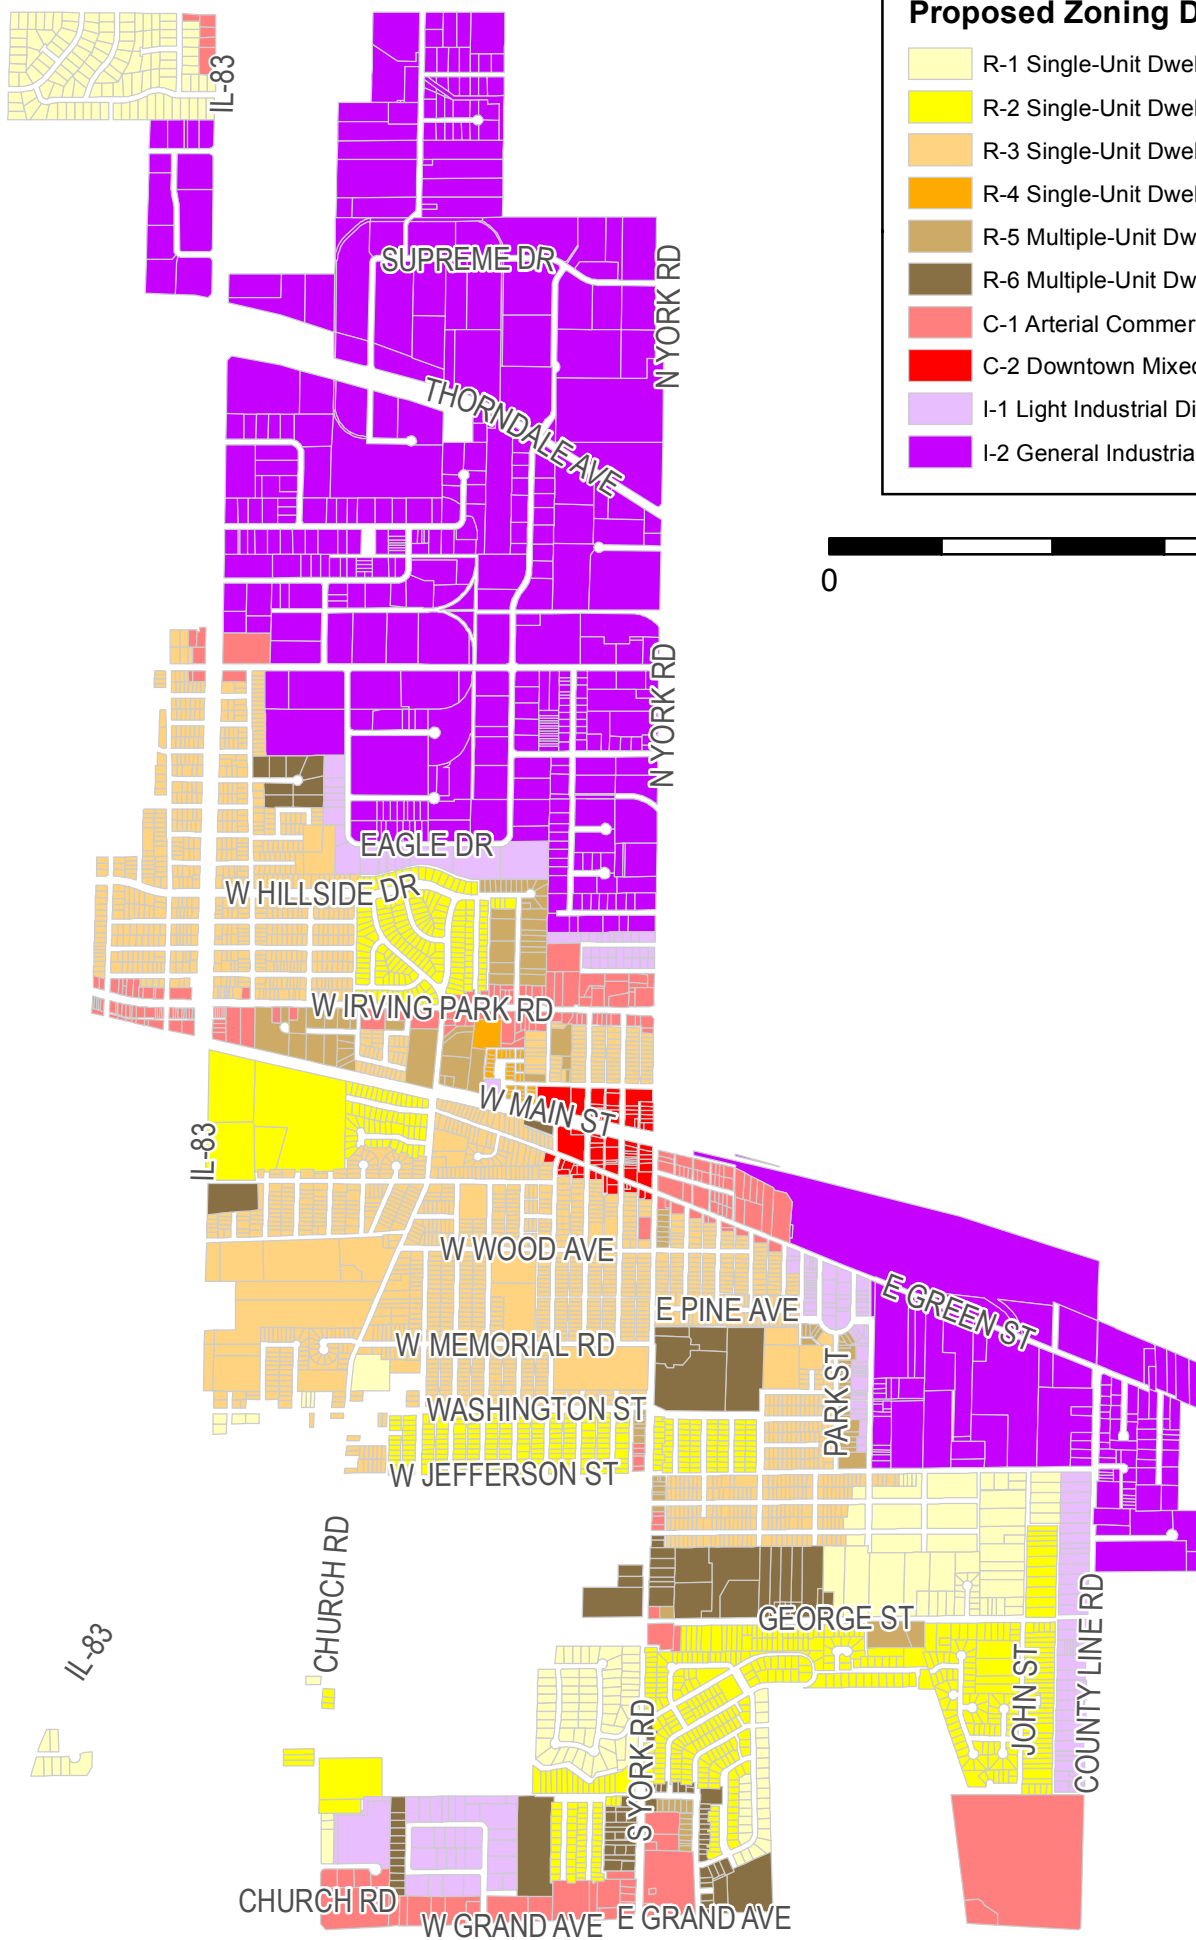 Proposed Zoning D
R-1 Single-Unit Dwel
R-2 Single-Unit Dwel
R-3 Single-Unit Dwel
R-4 Single-Unit Dwel
R-5 Multiple-Unit Dw
R-6 Multiple-Unit Dw
C-1 Arterial Commer
C-2 Downtown Mixed
I-1 Light Industrial Di
I-2 General Industria
0
IL-83
SUPREME DR
N YORK RD
THORNDALE AVE
N YORK RD
EAGLE DR
W HILLSIDE DR
W IRVING PARK RD
W MAIN ST
IL-83
W WOOD AVE
E GREEN ST
E PINE AVE
W MEMORIAL RD
PARK ST
WASHINGTON ST
W JEFFERSON ST
CHURCH RD
GEORGE ST
IL-83
JOHN ST
COUNTY LINE RD
S YORK RD
CHURCH RD
W GRAND AVE
E GRAND AVE